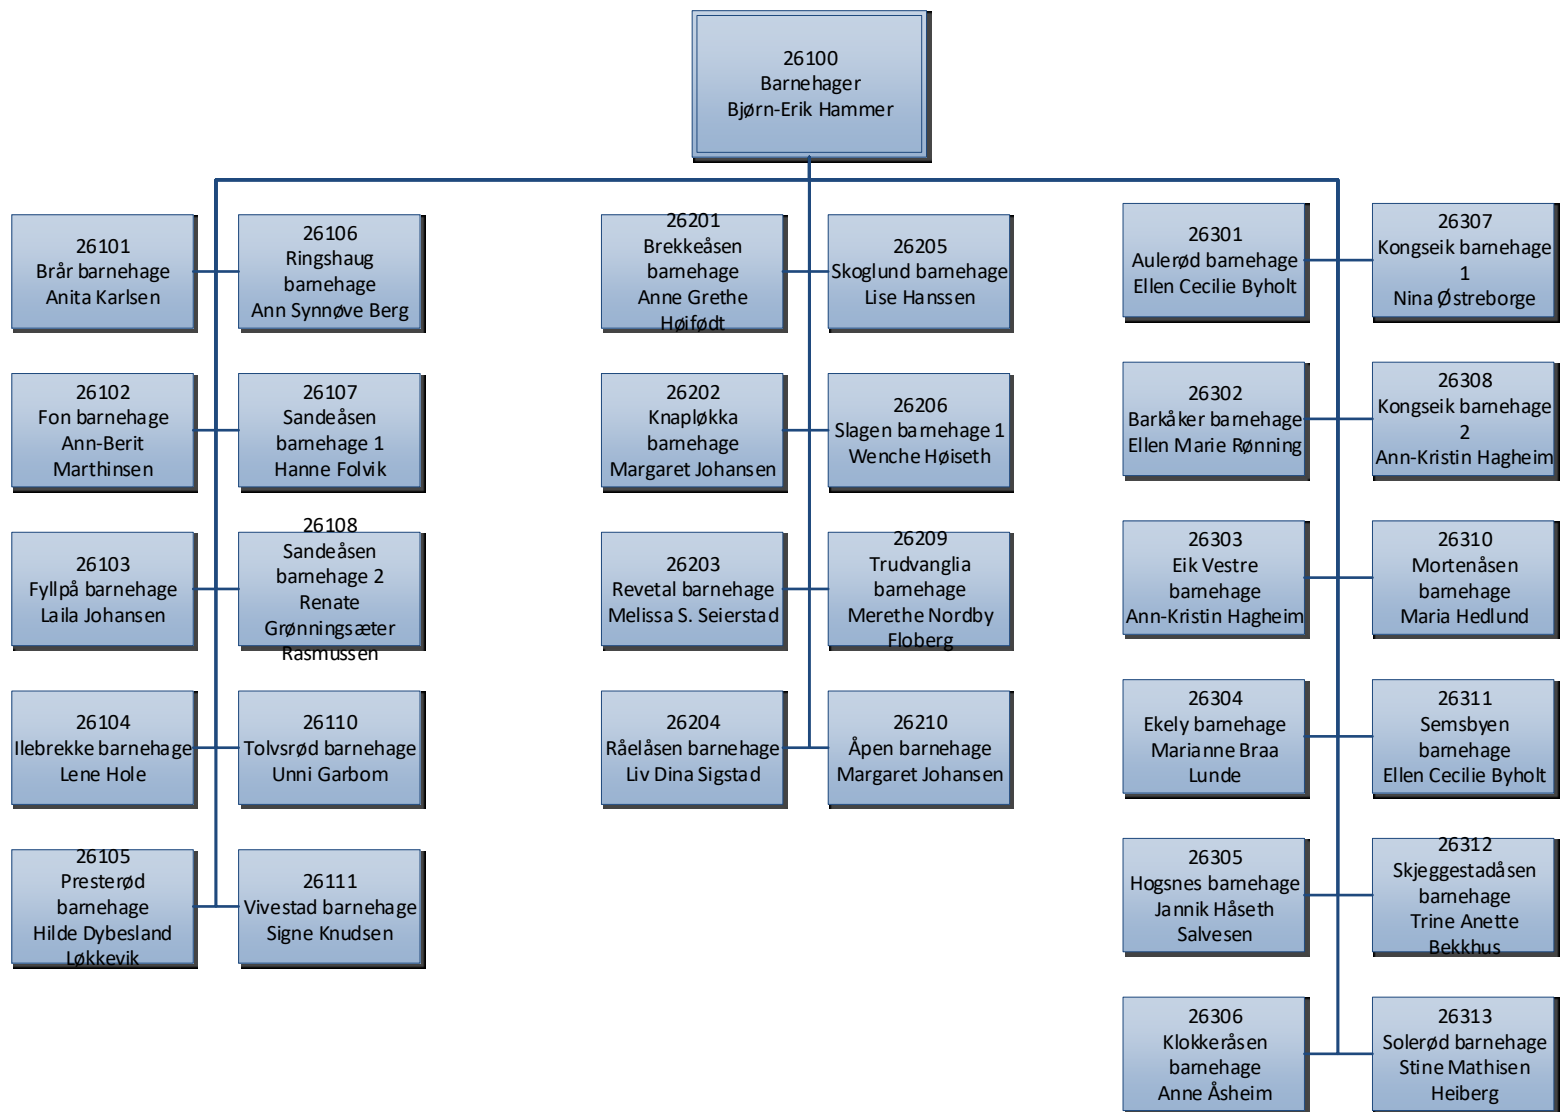 26100
Barnehager
Bjørn-Erik Hammer
26101
Brår barnehage
Anita Karlsen
26106
Ringshaug
barnehage
Ann Synnøve Berg
26102
Fon barnehage
Ann-Berit
Marthinsen
26107
Sandeåsen
barnehage 1
Hanne Folvik
26103
Fyllpå barnehage
Laila Johansen
26108
Sandeåsen
barnehage 2
Renate
Grønningsæter
Rasmussen
26104
Ilebrekke barnehage
Lene Hole
26110
Tolvsrød barnehage
Unni Garbom
26105
Presterød
barnehage
Hilde Dybesland
Løkkevik
26111
Vivestad barnehage
Signe Knudsen
26201
Brekkeåsen
barnehage
Anne Grethe
Høifødt
26205
Skoglund barnehage
Lise Hanssen
26202
Knapløkka
barnehage
Margaret Johansen
26206
Slagen barnehage 1
Wenche Høiseth
26203
Revetal barnehage
Melissa S. Seierstad
26209
Trudvanglia
barnehage
Merethe Nordby
Floberg
26204
Råelåsen barnehage
Liv Dina Sigstad
26210
Åpen barnehage
Margaret Johansen
26301
Aulerød barnehage
Ellen Cecilie Byholt
26307
Kongseik barnehage
1
Nina Østreborge
26302
Barkåker barnehage
Ellen Marie Rønning
26308
Kongseik barnehage
2
Ann-Kristin Hagheim
26303
Eik Vestre
barnehage
Ann-Kristin Hagheim
26310
Mortenåsen
barnehage
Maria Hedlund
26304
Ekely barnehage
Marianne Braa
Lunde
26311
Semsbyen
barnehage
Ellen Cecilie Byholt
26305
Hogsnes barnehage
Jannik Håseth
Salvesen
26312
Skjeggestadåsen
barnehage
Trine Anette
Bekkhus
26306
Klokkeråsen
barnehage
Anne Åsheim
26313
Solerød barnehage
Stine Mathisen
Heiberg